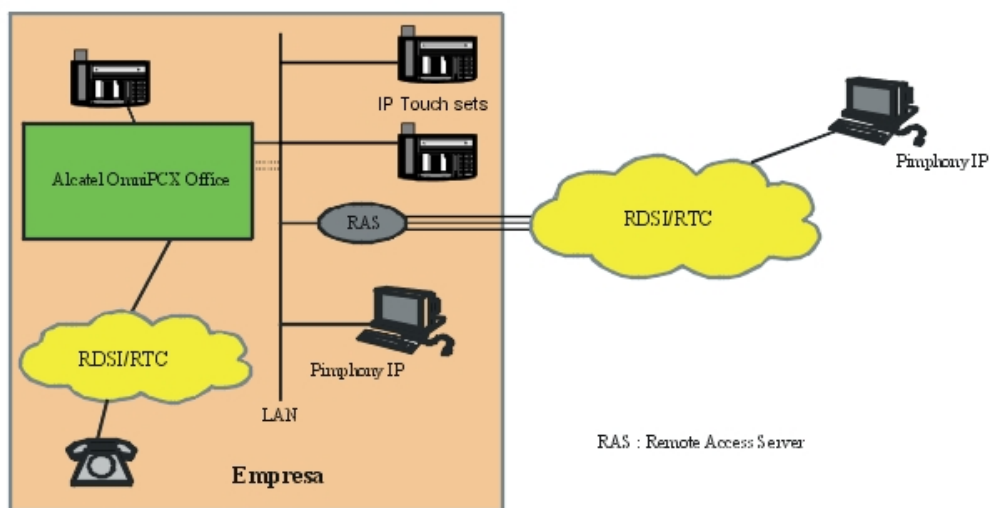 IP Touch sets
Alcatel OmniPCX Office
Pimphony IP
RAS
RDSI/RTC
RDSI/RTC
Pimphony IP
LAN
RAS : Remote Access Server
Empresa